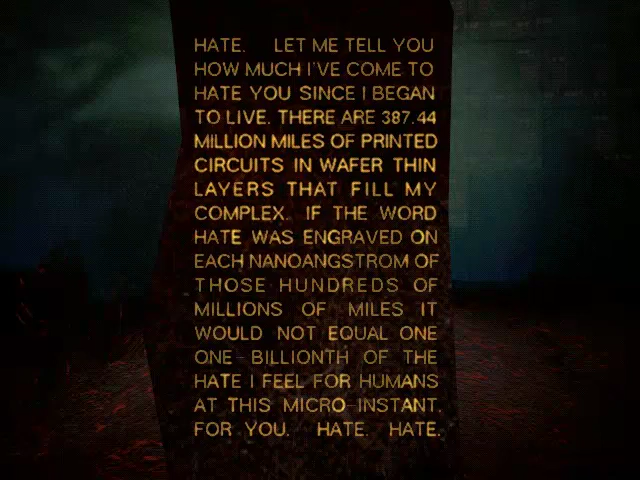 HATE. LET ME TELL YOU
HOW MUCH I'VE COME TO
HATE YOU SINCE I BEGAN
TO LIVE. THERE ARE 387.44
MILLION MILES OF PRINTED
CIRCUITS IN WAFER THIN
LAYERS THAT FILL MY
COMPLEX. IF THE WORD
HATE WAS ENGRAVED ON
EACH NANOANGSTROM OF
THOSE HUNDREDS OF
MILLIONS OF MILES IT
WOULD NOT EQUAL ONE
ONE-BILLIONTH OF THE
HATE I FEEL FOR HUMANS
AT THIS MICRO-INSTANT.
FOR YOU. HATE. HATE.